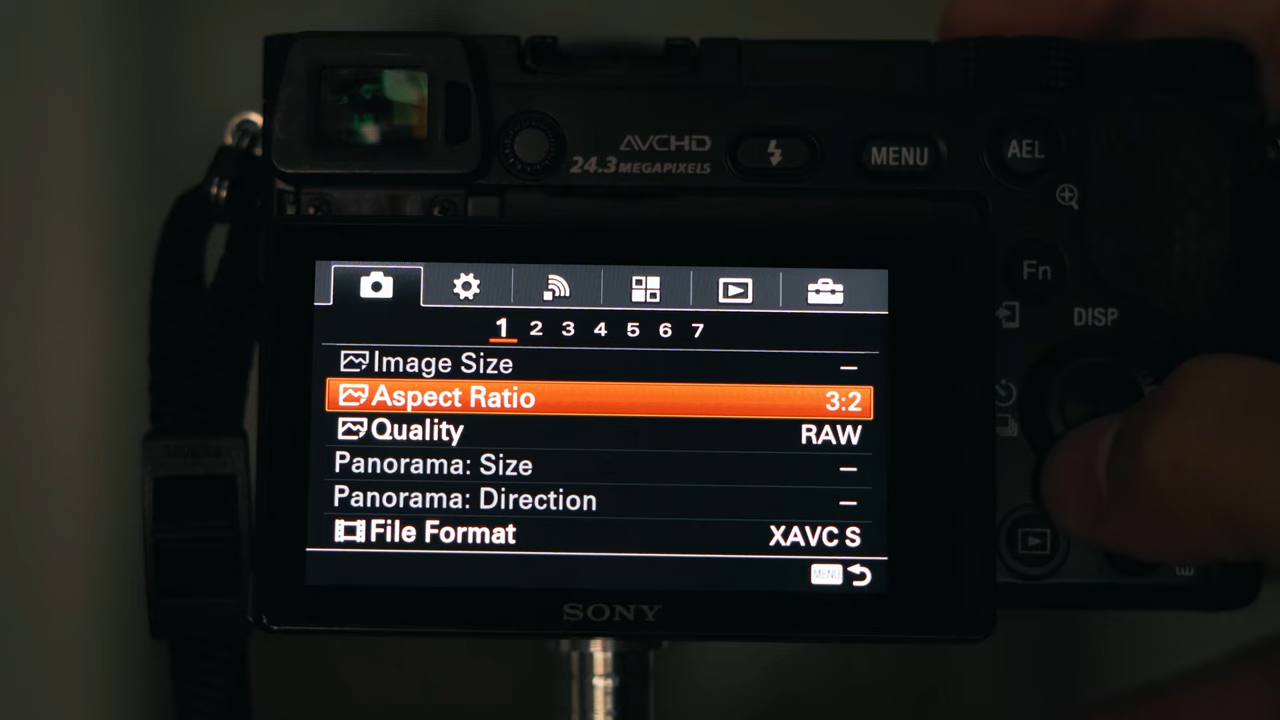 AVCHD
24.3 MEGAPIXELS
MENU
AEL
Fn
DISP
1 2 3 4 5 6 7
Image Size –
Aspect Ratio 3:2
Quality RAW
Panorama: Size –
Panorama: Direction –
File Format XAVC S
MENU
SONY